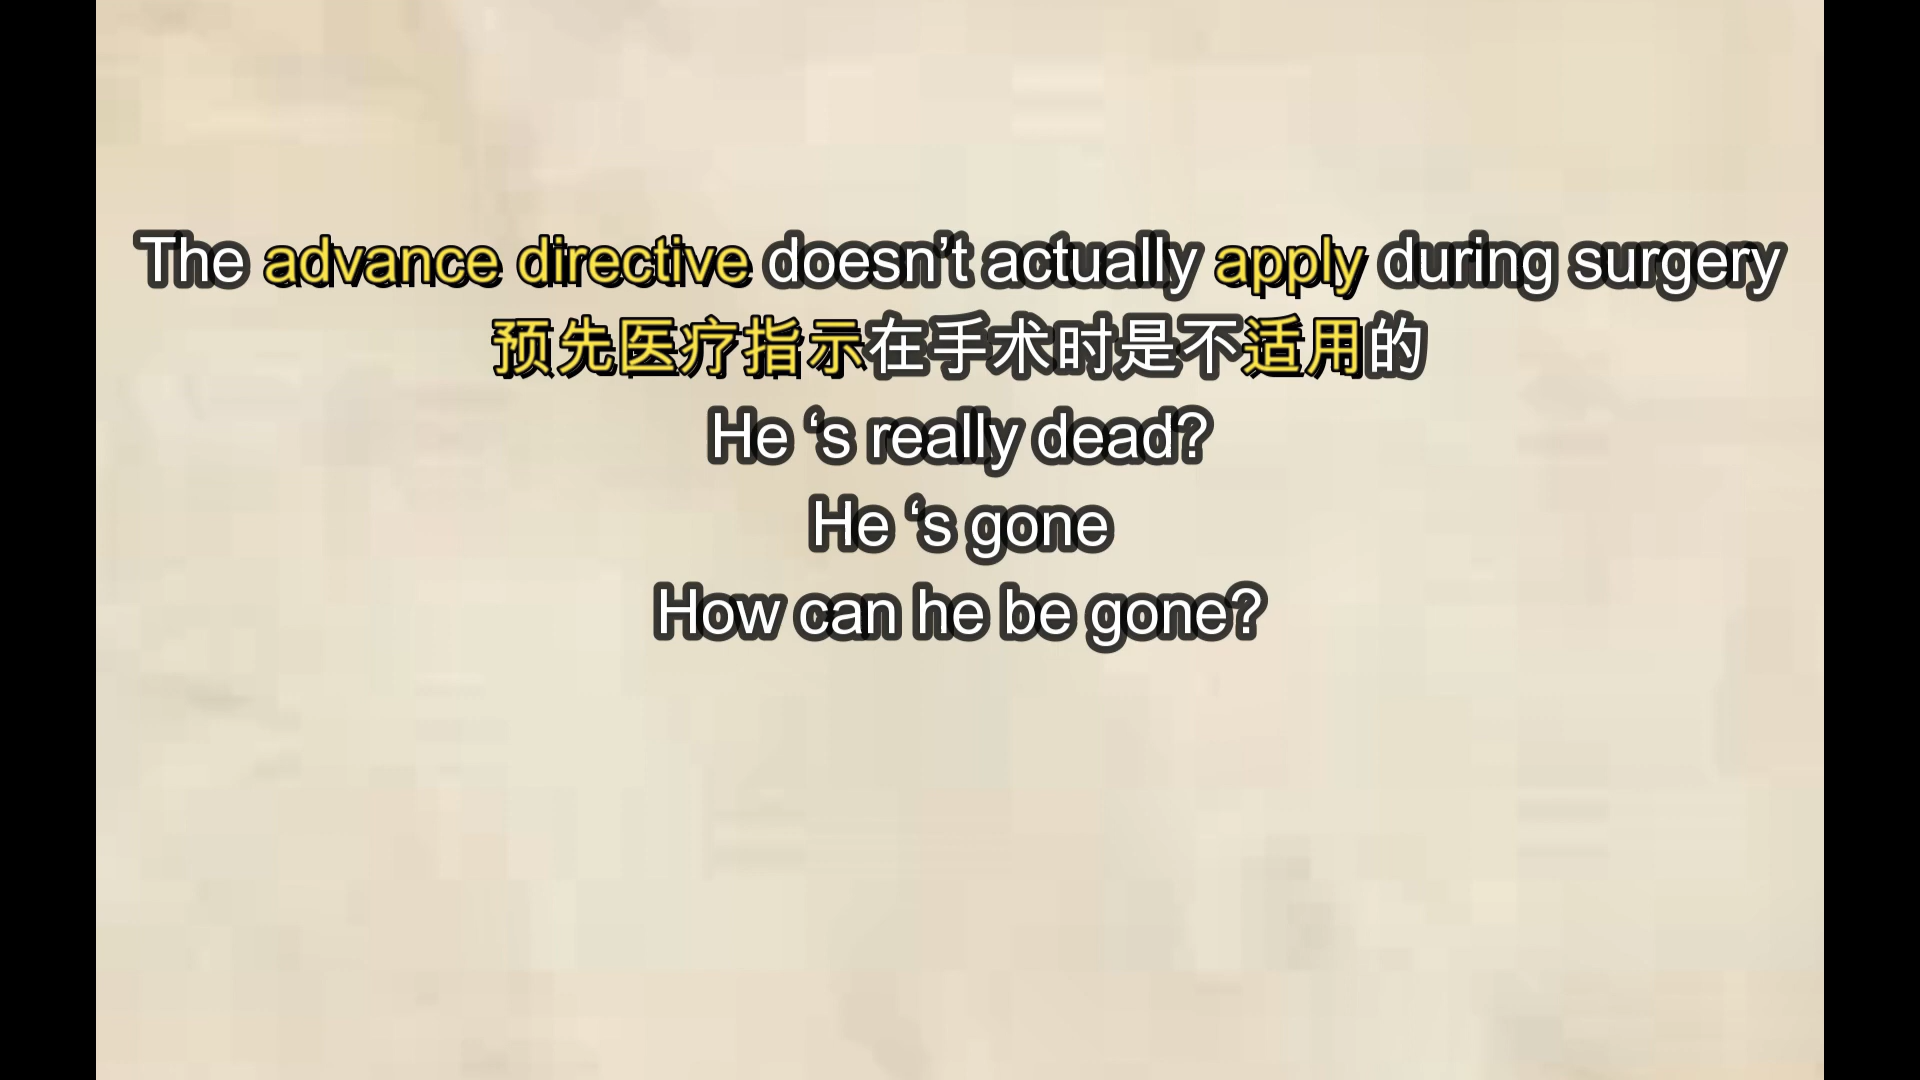 The advance directive doesn’t actually apply during surgery
预先医疗指示在手术时是不适用的
He ‘s really dead?
He ‘s gone
How can he be gone?